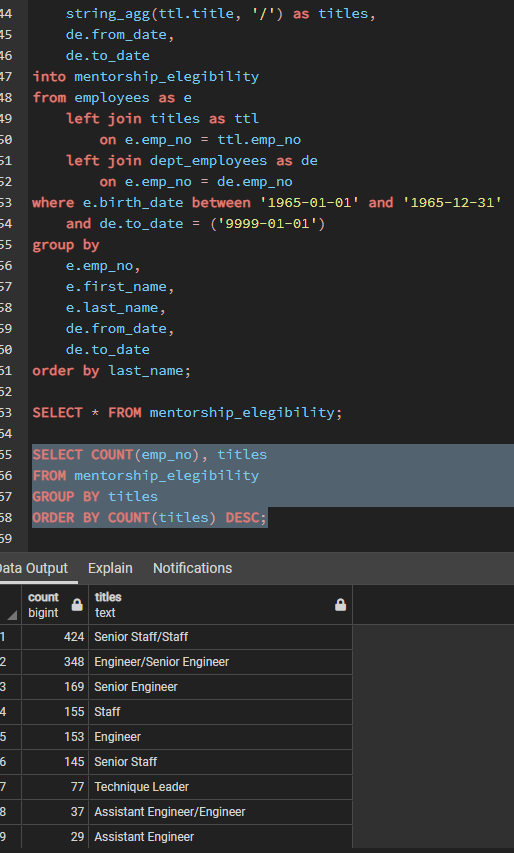 44 string_agg(ttl.title, '/') as titles,
45 de.from_date,
46 de.to_date
47 into mentorship_elegibility
48 from employees as e
49 left join titles as ttl
50 on e.emp_no = ttl.emp_no
51 left join dept_employees as de
52 on e.emp_no = de.emp_no
53 where e.birth_date between '1965-01-01' and '1965-12-31'
54 and de.to_date = ('9999-01-01')
55 group by
56 e.emp_no,
57 e.first_name,
58 e.last_name,
59 de.from_date,
60 de.to_date
61 order by last_name;
62
63 SELECT * FROM mentorship_elegibility;
64
65 SELECT COUNT(emp_no), titles
66 FROM mentorship_elegibility
67 GROUP BY titles
68 ORDER BY COUNT(titles) DESC;
69
Data Output Explain Notifications
count titles
bigint text
1 424 Senior Staff/Staff
2 348 Engineer/Senior Engineer
3 169 Senior Engineer
4 155 Staff
5 153 Engineer
6 145 Senior Staff
7 77 Technique Leader
8 37 Assistant Engineer/Engineer
9 29 Assistant Engineer